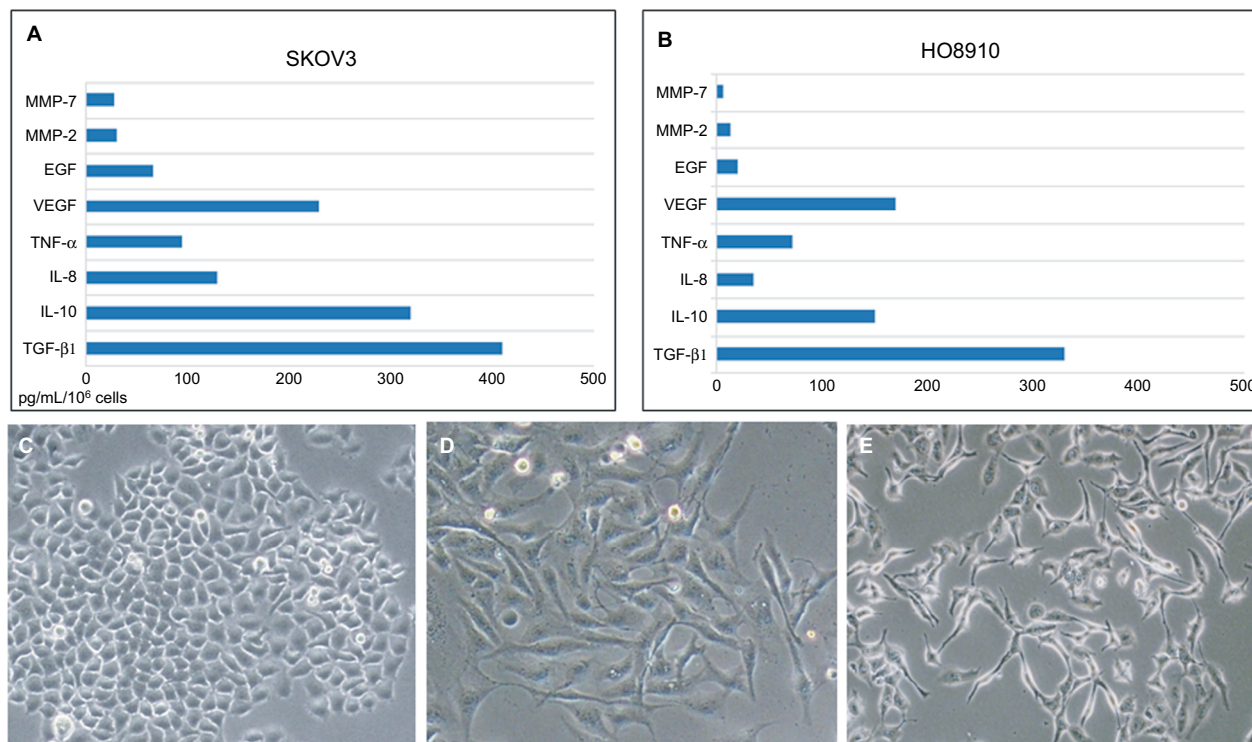 A
SKOV3
MMP-7
MMP-2
EGF
VEGF
TNF-α
IL-8
IL-10
TGF-β1
0 100 200 300 400 500
pg/mL/10⁶ cells
B
HO8910
MMP-7
MMP-2
EGF
VEGF
TNF-α
IL-8
IL-10
TGF-β1
0 100 200 300 400 500
C
D
E